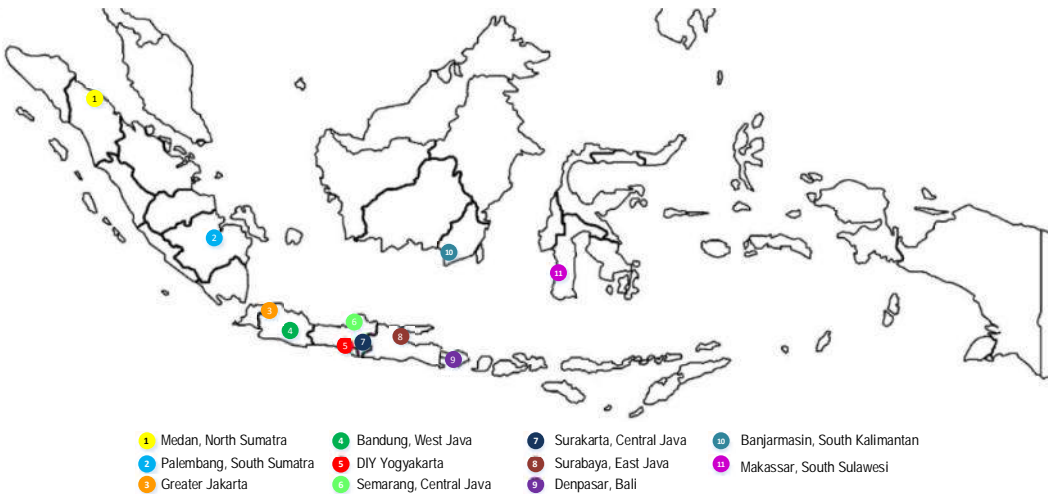 1
2
10
11
3
6
4
8
7
5
9
1 Medan, North Sumatra
2 Palembang, South Sumatra
3 Greater Jakarta
4 Bandung, West Java
5 DIY Yogyakarta
6 Semarang, Central Java
7 Surakarta, Central Java
8 Surabaya, East Java
9 Denpasar, Bali
10 Banjarmasin, South Kalimantan
11 Makassar, South Sulawesi